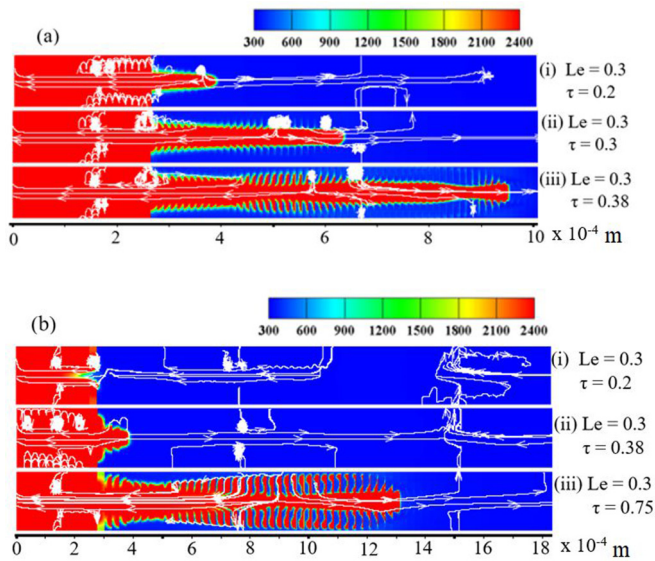 (a)
300 600 900 1200 1500 1800 2100 2400
(i) Le = 0.3
τ = 0.2
(ii) Le = 0.3
τ = 0.3
(iii) Le = 0.3
τ = 0.38
0 2 4 6 8 10 x 10-4 m
(b)
300 600 900 1200 1500 1800 2100 2400
(i) Le = 0.3
τ = 0.2
(ii) Le = 0.3
τ = 0.38
(iii) Le = 0.3
τ = 0.75
0 2 4 6 8 10 12 14 16 18 x 10-4 m